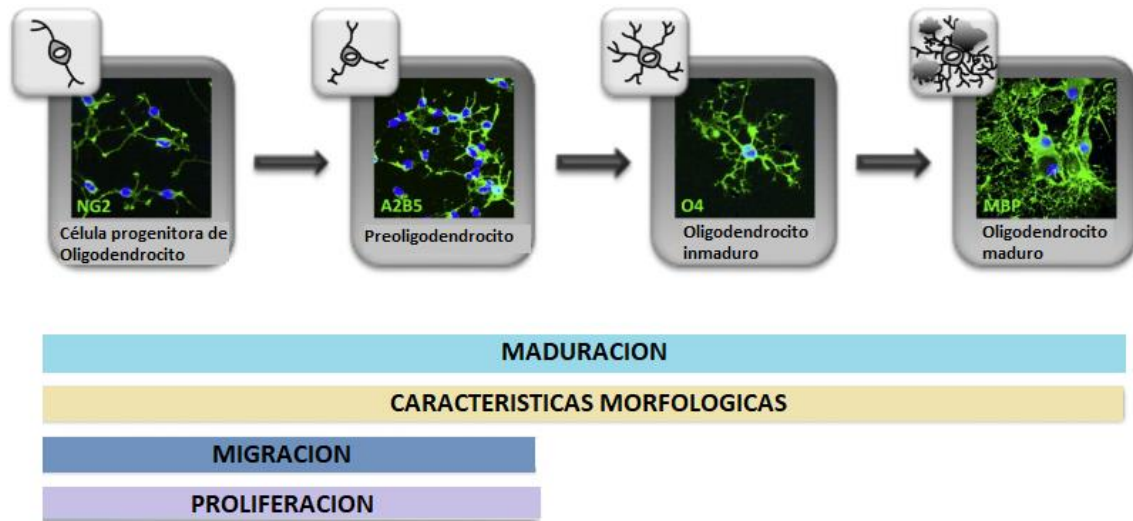 NG2
Célula progenitora de
Oligodendrocito
A2B5
Preoligodendrocito
O4
Oligodendrocito
inmaduro
MBP
Oligodendrocito
maduro
MADURACION
CARACTERISTICAS MORFOLOGICAS
MIGRACION
PROLIFERACION